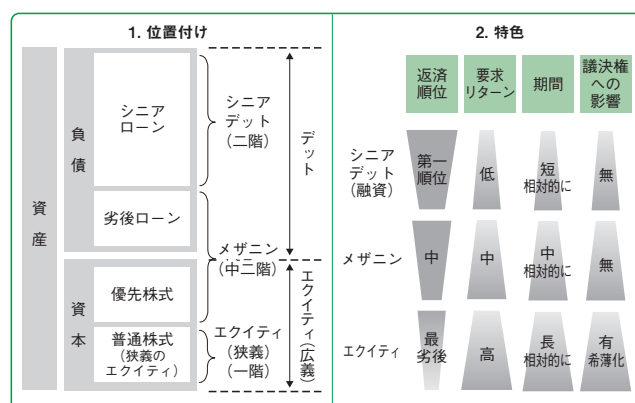 1. 位置付け
資産
負債
シニア
ローン
劣後ローン
資本
優先株式
普通株式
(狭義の
エクイティ)
シニア
デット
(二階)
メザニン
(中二階)
エクイティ
(狭義)
(一階)
デット
エクイティ(広義)
2. 特色
返済
順位
要求
リターン
期間
議決権
への
影響
シニア
デット
(融資)
第一
順位
低
短
相対的に
無
メザニン
中
中
中
相対的に
無
エクイティ
最
劣後
高
長
相対的に
有
希薄化